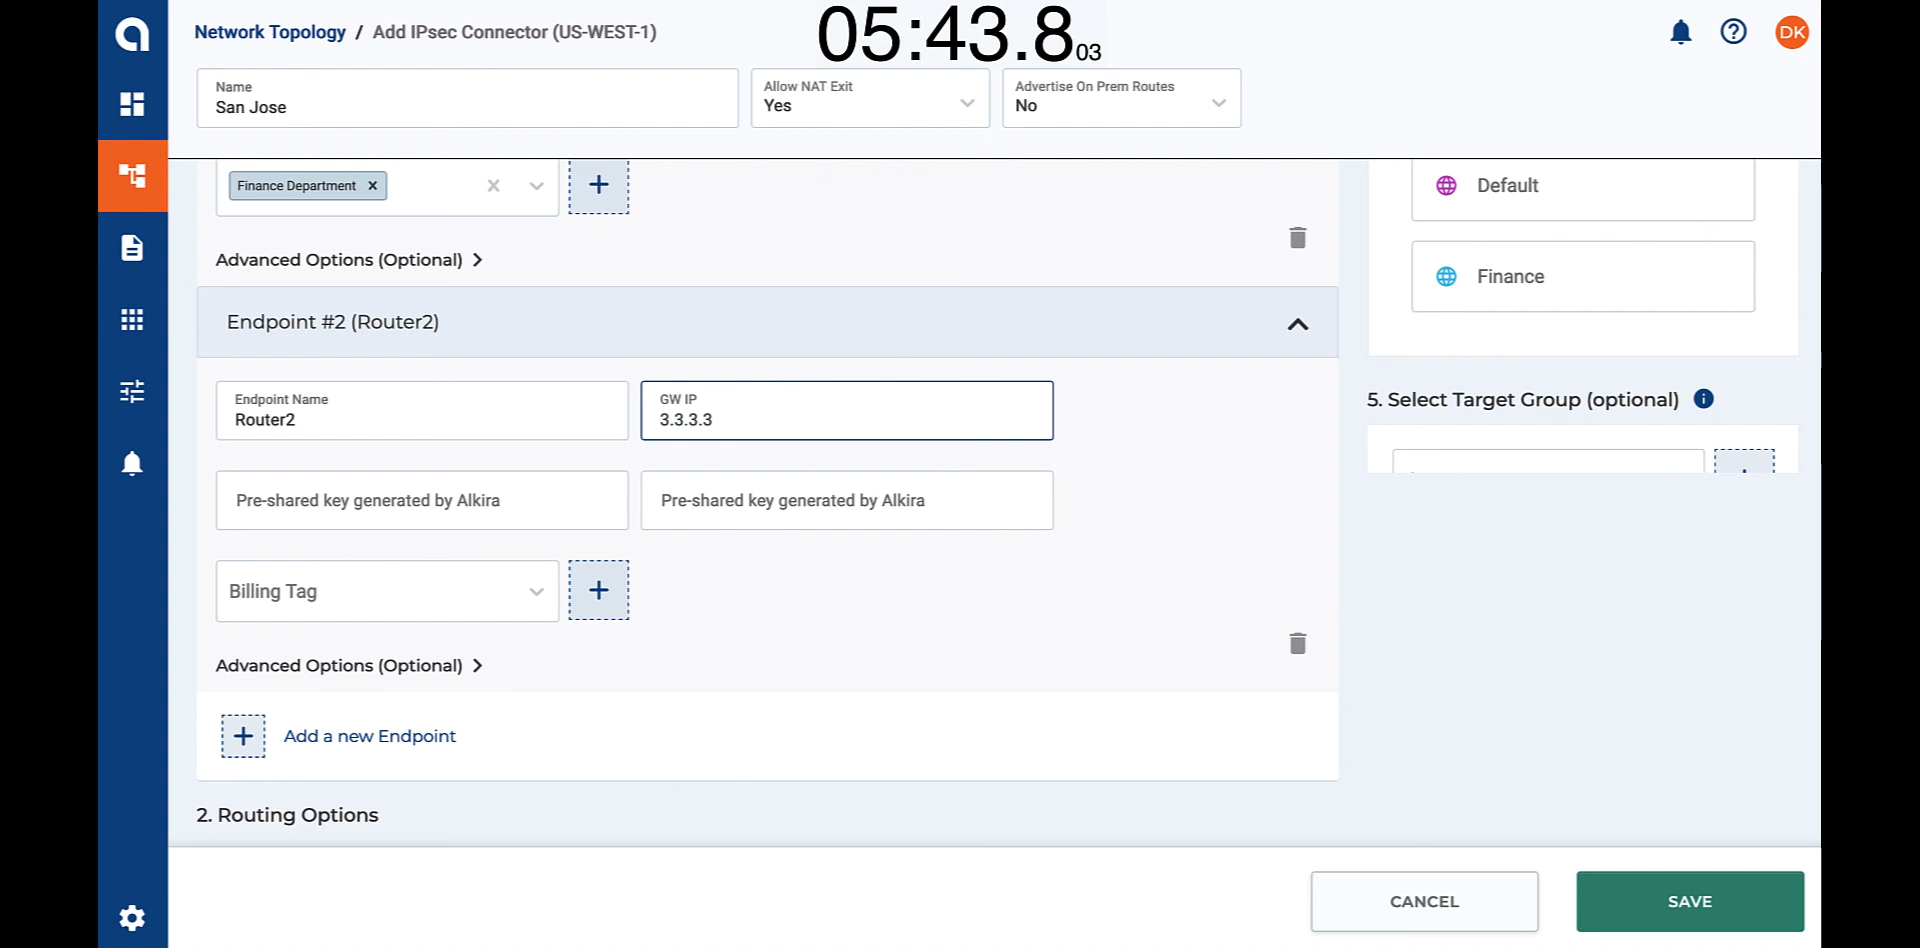 Network Topology / Add IPsec Connector (US-WEST-1)
05:43.803
DK
Name
San Jose
Allow NAT Exit
Yes
Advertise On Prem Routes
No
Finance Department
Advanced Options (Optional)
Default
Finance
Endpoint #2 (Router2)
Endpoint Name
Router2
GW IP
3.3.3.3
5. Select Target Group (optional)
Pre-shared key generated by Alkira
Pre-shared key generated by Alkira
Billing Tag
Advanced Options (Optional)
Add a new Endpoint
2. Routing Options
CANCEL
SAVE